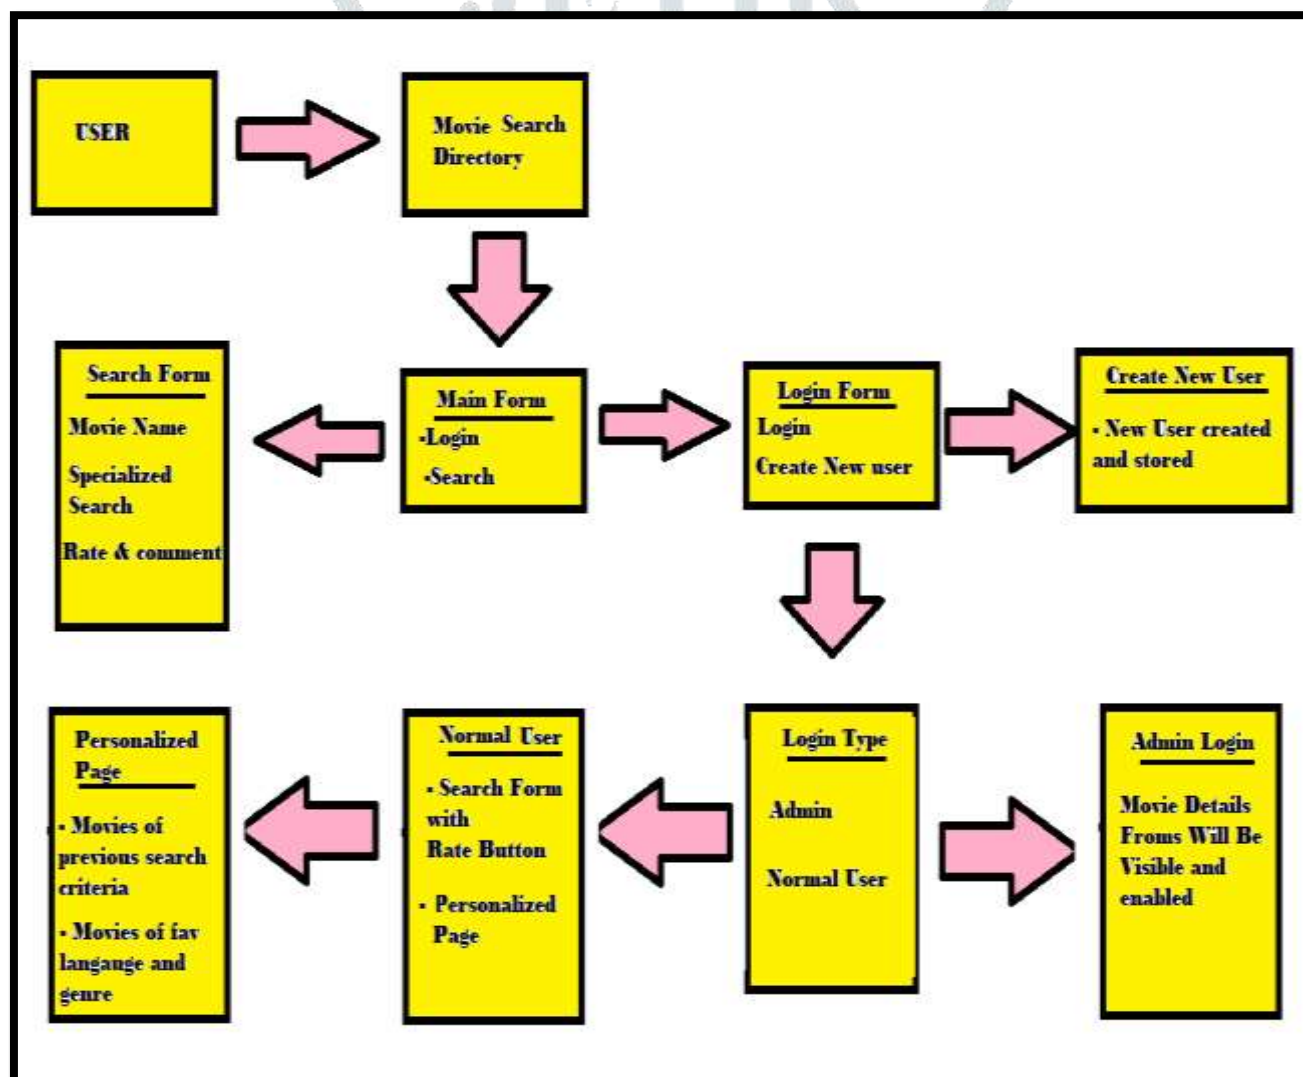 USER
Movie Search
Directory
Search Form
Movie Name
Specialized
Search
Rate & comment
Main Form
▪Login
▪Search
Login Form
Login
Create New user
Create New User
▪ New User created
and stored
Personalized
Page
▪ Movies of
previous search
criteria
▪ Movies of fav
langauge and
genre
Normal User
▪ Search Form
with
Rate Button
▪ Personalized
Page
Login Type
Admin
Normal User
Admin Login
Movie Details
Froms Will Be
Visible and
enabled